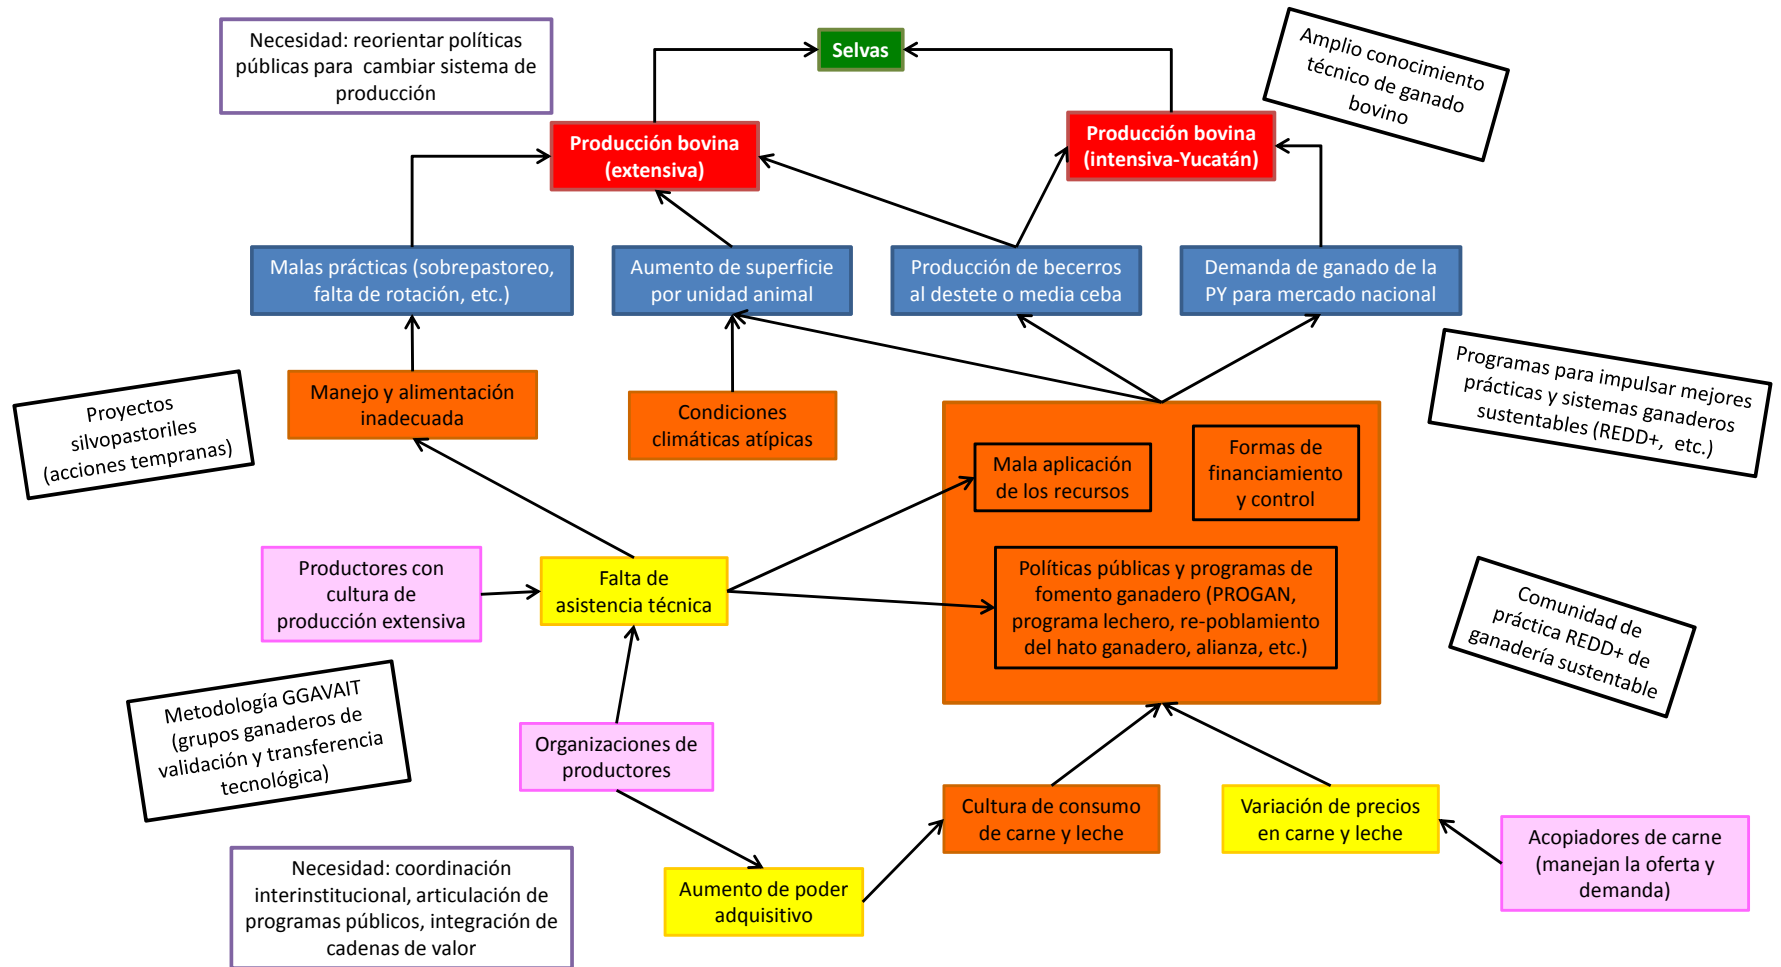 Necesidad: reorientar políticas
públicas para cambiar sistema de
producción
Selvas
Amplio conocimiento
técnico de ganado
bovino
Producción bovina
(extensiva)
Producción bovina
(intensiva-Yucatán)
Malas prácticas (sobrepastoreo,
falta de rotación, etc.)
Aumento de superficie
por unidad animal
Producción de becerros
al destete o media ceba
Demanda de ganado de la
PY para mercado nacional
Proyectos
silvopastoriles
(acciones tempranas)
Manejo y alimentación
inadecuada
Condiciones
climáticas atípicas
Programas para impulsar mejores
prácticas y sistemas ganaderos
sustentables (REDD+, etc.)
Mala aplicación
de los recursos
Formas de
financiamiento
y control
Productores con
cultura de
producción extensiva
Falta de
asistencia técnica
Políticas públicas y programas de
fomento ganadero (PROGAN,
programa lechero, re-poblamiento
del hato ganadero, alianza, etc.)
Comunidad de
práctica REDD+ de
ganadería sustentable
Metodología GGAVAIT
(grupos ganaderos de
validación y transferencia
tecnológica)
Organizaciones de
productores
Cultura de consumo
de carne y leche
Variación de precios
en carne y leche
Acopiadores de carne
(manejan la oferta y
demanda)
Necesidad: coordinación
interinstitucional, articulación de
programas públicos, integración de
cadenas de valor
Aumento de poder
adquisitivo